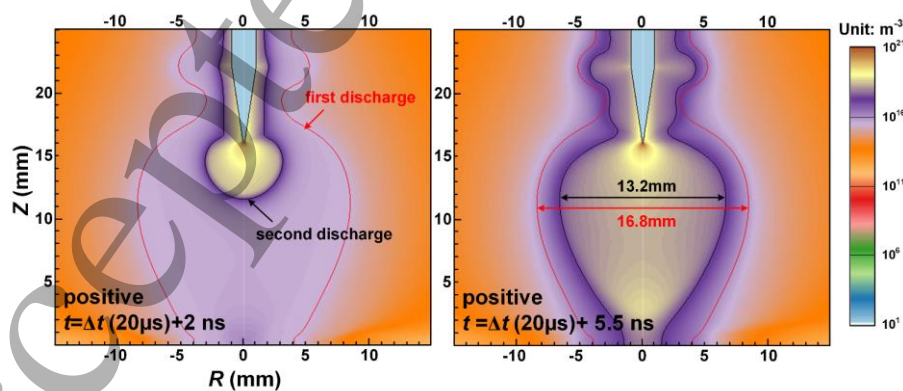 -10 -5 0 5 10
-10 -5 0 5 10
Unit: m⁻³
10²¹
10¹⁶
10¹¹
10⁶
10¹
20
15
10
5
Z (mm)
first discharge
second discharge
positive
t=Δt (20μs)+2 ns
-10 -5 0 5 10
R (mm)
20
15
10
5
13.2mm
16.8mm
positive
t =Δt (20μs)+ 5.5 ns
-10 -5 0 5 10